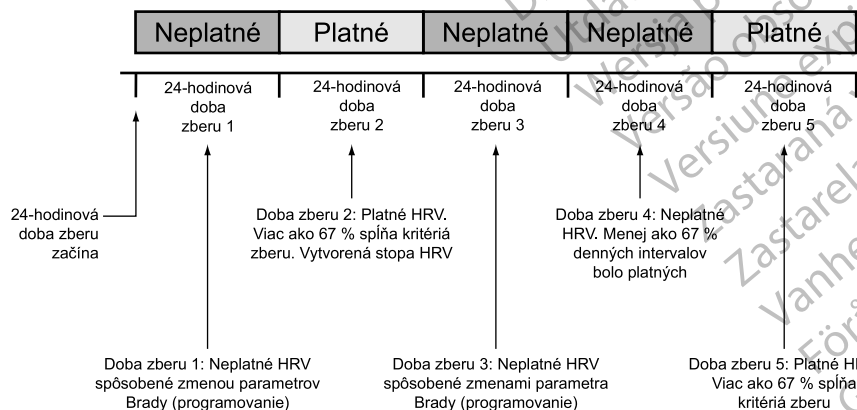 Neplatné Platné Neplatné Neplatné Platné
24-hodinová doba zberu 1
24-hodinová doba zberu 2
24-hodinová doba zberu 3
24-hodinová doba zberu 4
24-hodinová doba zberu 5
24-hodinová
doba zberu
začína
Doba zberu 2: Platné HRV.
Viac ako 67 % spĺňa kritériá
zberu. Vytvorená stopa HRV
Doba zberu 4: Neplatné
HRV. Menej ako 67 %
denných intervalov
bolo platných
Doba zberu 1: Neplatné HRV
spôsobené zmenou parametrov
Brady (programovanie)
Doba zberu 3: Neplatné HRV
spôsobené zmenami parametra
Brady (programovanie)
Doba zberu 5: Platné
Viac ako 67 % spĺňa
kritériá zberu
Versão
Versiune
Zastaraná